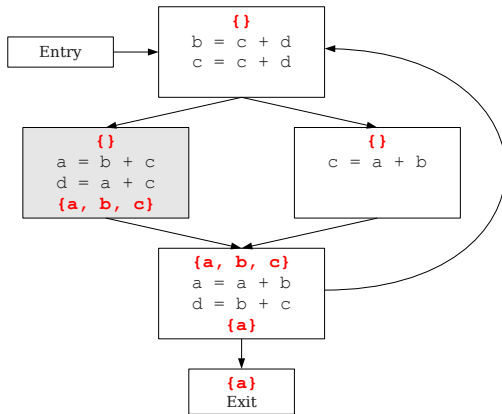 {}
b = c + d
c = c + d
Entry
{}
a = b + c
d = a + c
{a, b, c}
{}
c = a + b
{a, b, c}
a = a + b
d = b + c
{a}
{a}
Exit